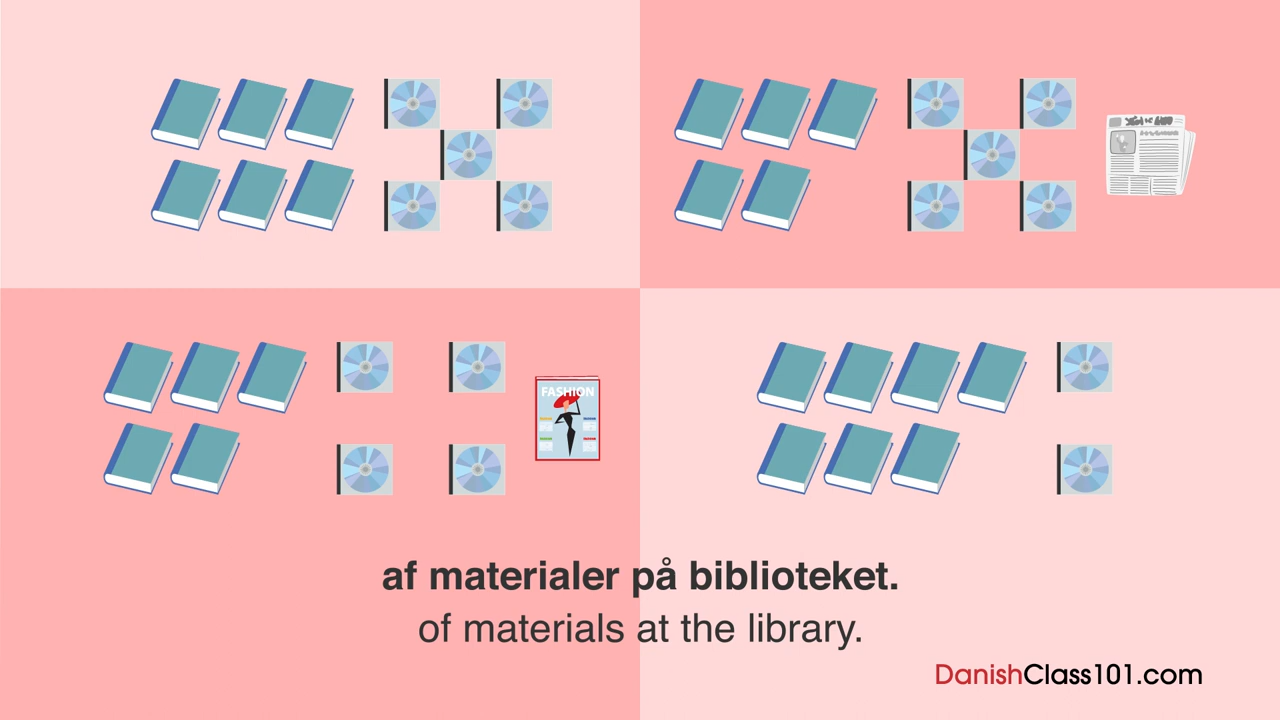 FASHION
af materialer på biblioteket.
of materials at the library.
DanishClass101.com